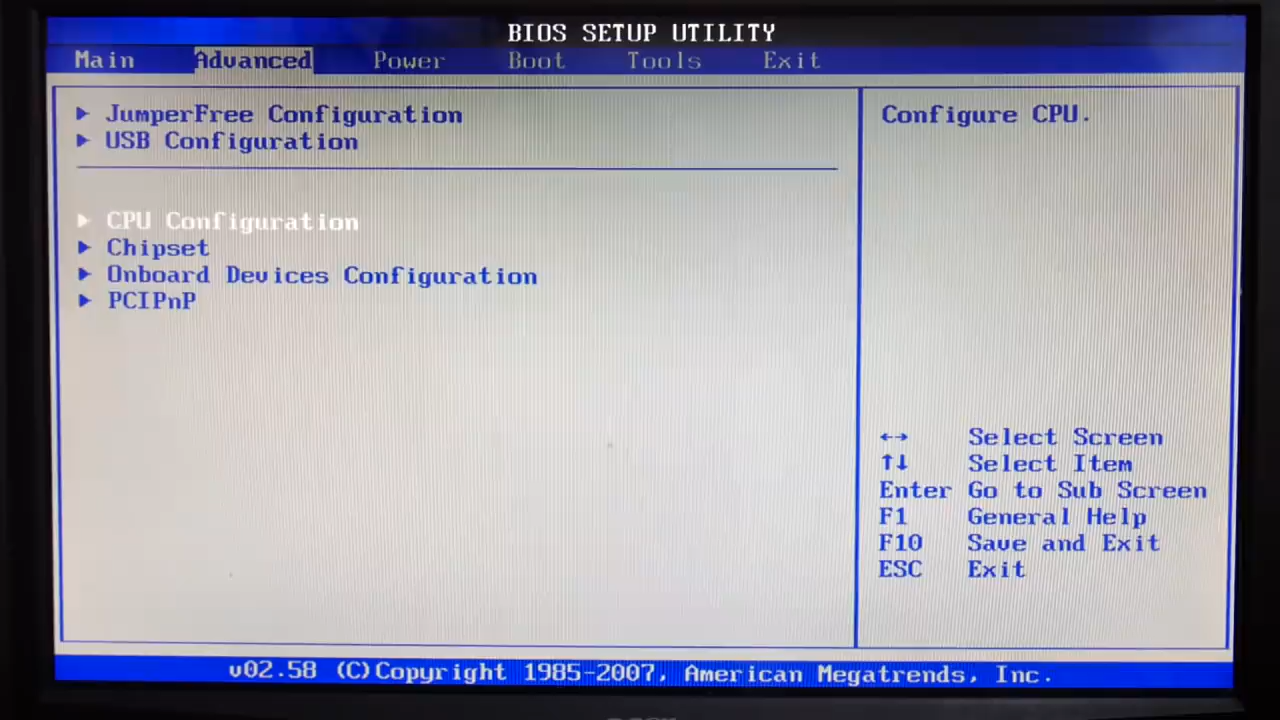 BIOS SETUP UTILITY
Main Advanced Power Boot Tools Exit
JumperFree Configuration
USB Configuration
CPU Configuration
Chipset
Onboard Devices Configuration
PCIPnP
Configure CPU.
↔ Select Screen
↑↓ Select Item
Enter Go to Sub Screen
F1 General Help
F10 Save and Exit
ESC Exit
v02.58 (C)Copyright 1985-2007, American Megatrends, Inc.